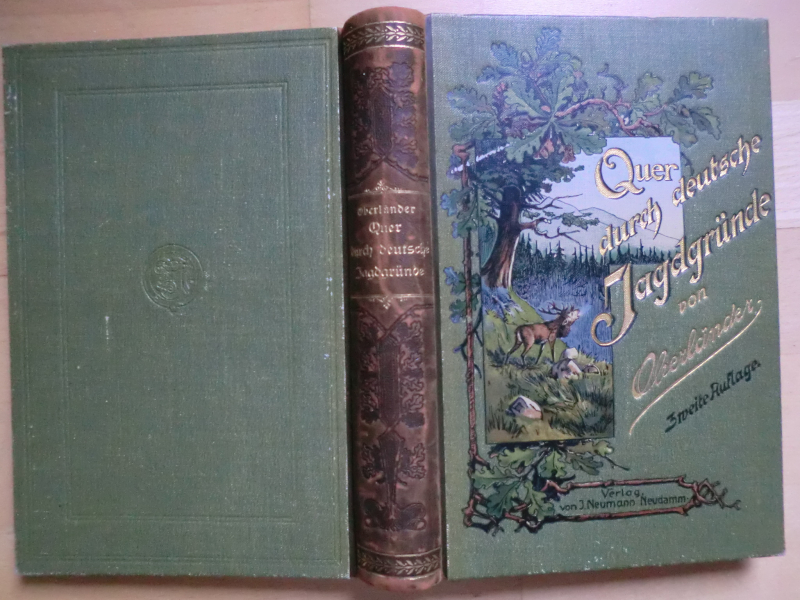 Oberländer
Quer
durch deutsche
Jagdgründe
Quer
durch deutsche
Jagdgründe
von
Oberländer
Zweite Auflage.
Verlag
von J. Neumann Neudamm